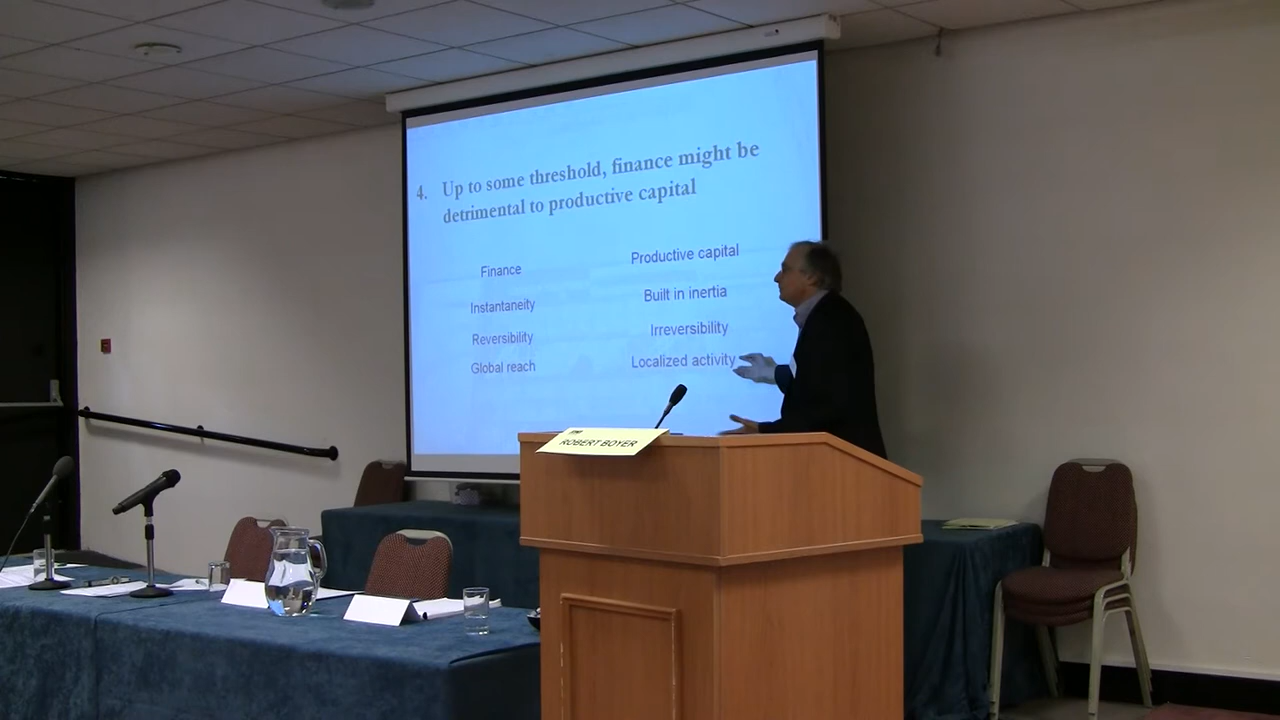 4. Up to some threshold, finance might be
detrimental to productive capital
Finance Productive capital
Instantaneity Built in inertia
Reversibility Irreversibility
Global reach Localized activity
ROBERT BOYER